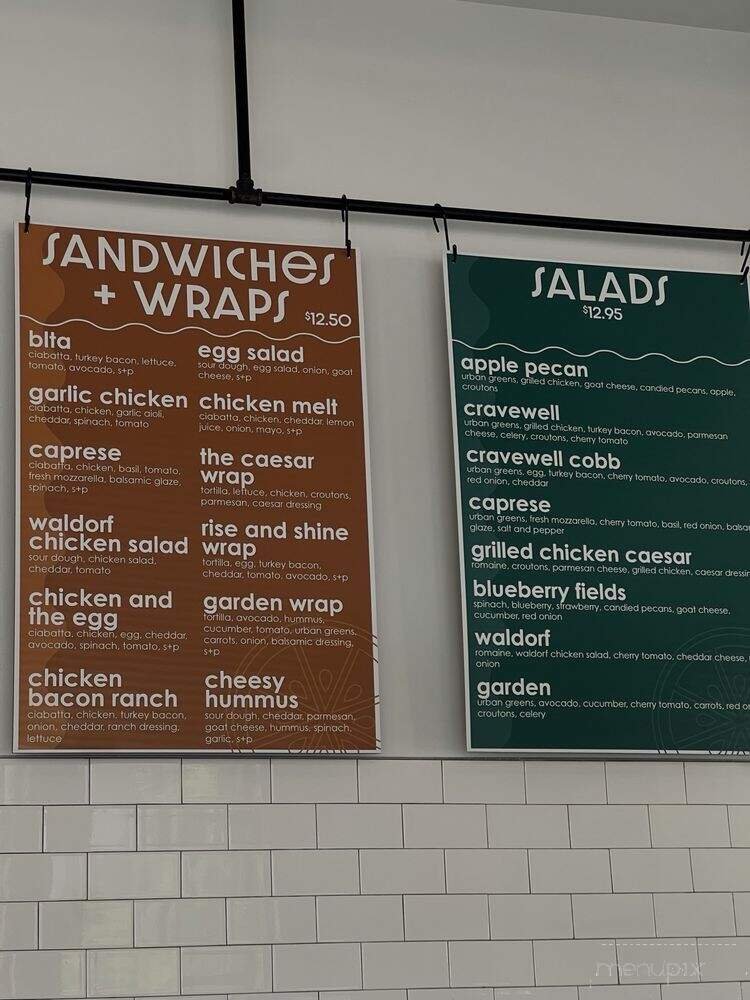 SANDWICHES
+ WRAPS $12.50
blta
ciabatta, turkey bacon, lettuce,
tomato, avocado, s+p
garlic chicken
ciabatta, chicken, garlic aioli,
cheddar, spinach, tomato
caprese
ciabatta, chicken, basil, tomato,
fresh mozzarella, balsamic glaze,
spinach, s+p
waldorf
chicken salad
sour dough, chicken salad,
cheddar, tomato
chicken and
the egg
ciabatta, chicken, egg, cheddar,
avocado, spinach, tomato, s+p
chicken
bacon ranch
ciabatta, chicken, turkey bacon,
onion, cheddar, ranch dressing,
lettuce
egg salad
sour dough, egg salad, onion, goat
cheese, s+p
chicken melt
ciabatta, chicken, cheddar, lemon
juice, onion, mayo, s+p
the caesar
wrap
tortilla, lettuce, chicken, croutons,
parmesan, caesar dressing
rise and shine
wrap
tortilla, egg, turkey bacon,
cheddar, tomato, avocado, s+p
garden wrap
tortilla, avocado, hummus,
cucumber, tomato, urban greens,
carrots, onion, balsamic dressing,
s+p
cheesy
hummus
sour dough, cheddar, parmesan,
goat cheese, hummus, spinach,
garlic, s+p
SALADS
$12.95
apple pecan
urban greens, grilled chicken, goat cheese, candied pecans, apple,
croutons
cravewell
urban greens, grilled chicken, turkey bacon, avocado, parmesan
cheese, celery, croutons, cherry tomato
cravewell cobb
urban greens, egg, turkey bacon, cherry tomato, avocado, croutons,
red onion, cheddar
caprese
urban greens, fresh mozzarella, cherry tomato, basil, red onion, balsa
glaze, salt and pepper
grilled chicken caesar
romaine, croutons, parmesan cheese, grilled chicken, caesar dressin
blueberry fields
spinach, blueberry, strawberry, candied pecans, goat cheese,
cucumber, red onion
waldorf
romaine, waldorf chicken salad, cherry tomato, cheddar cheese,
onion
garden
urban greens, avocado, cucumber, cherry tomato, carrots, red on
croutons, celery
menupix